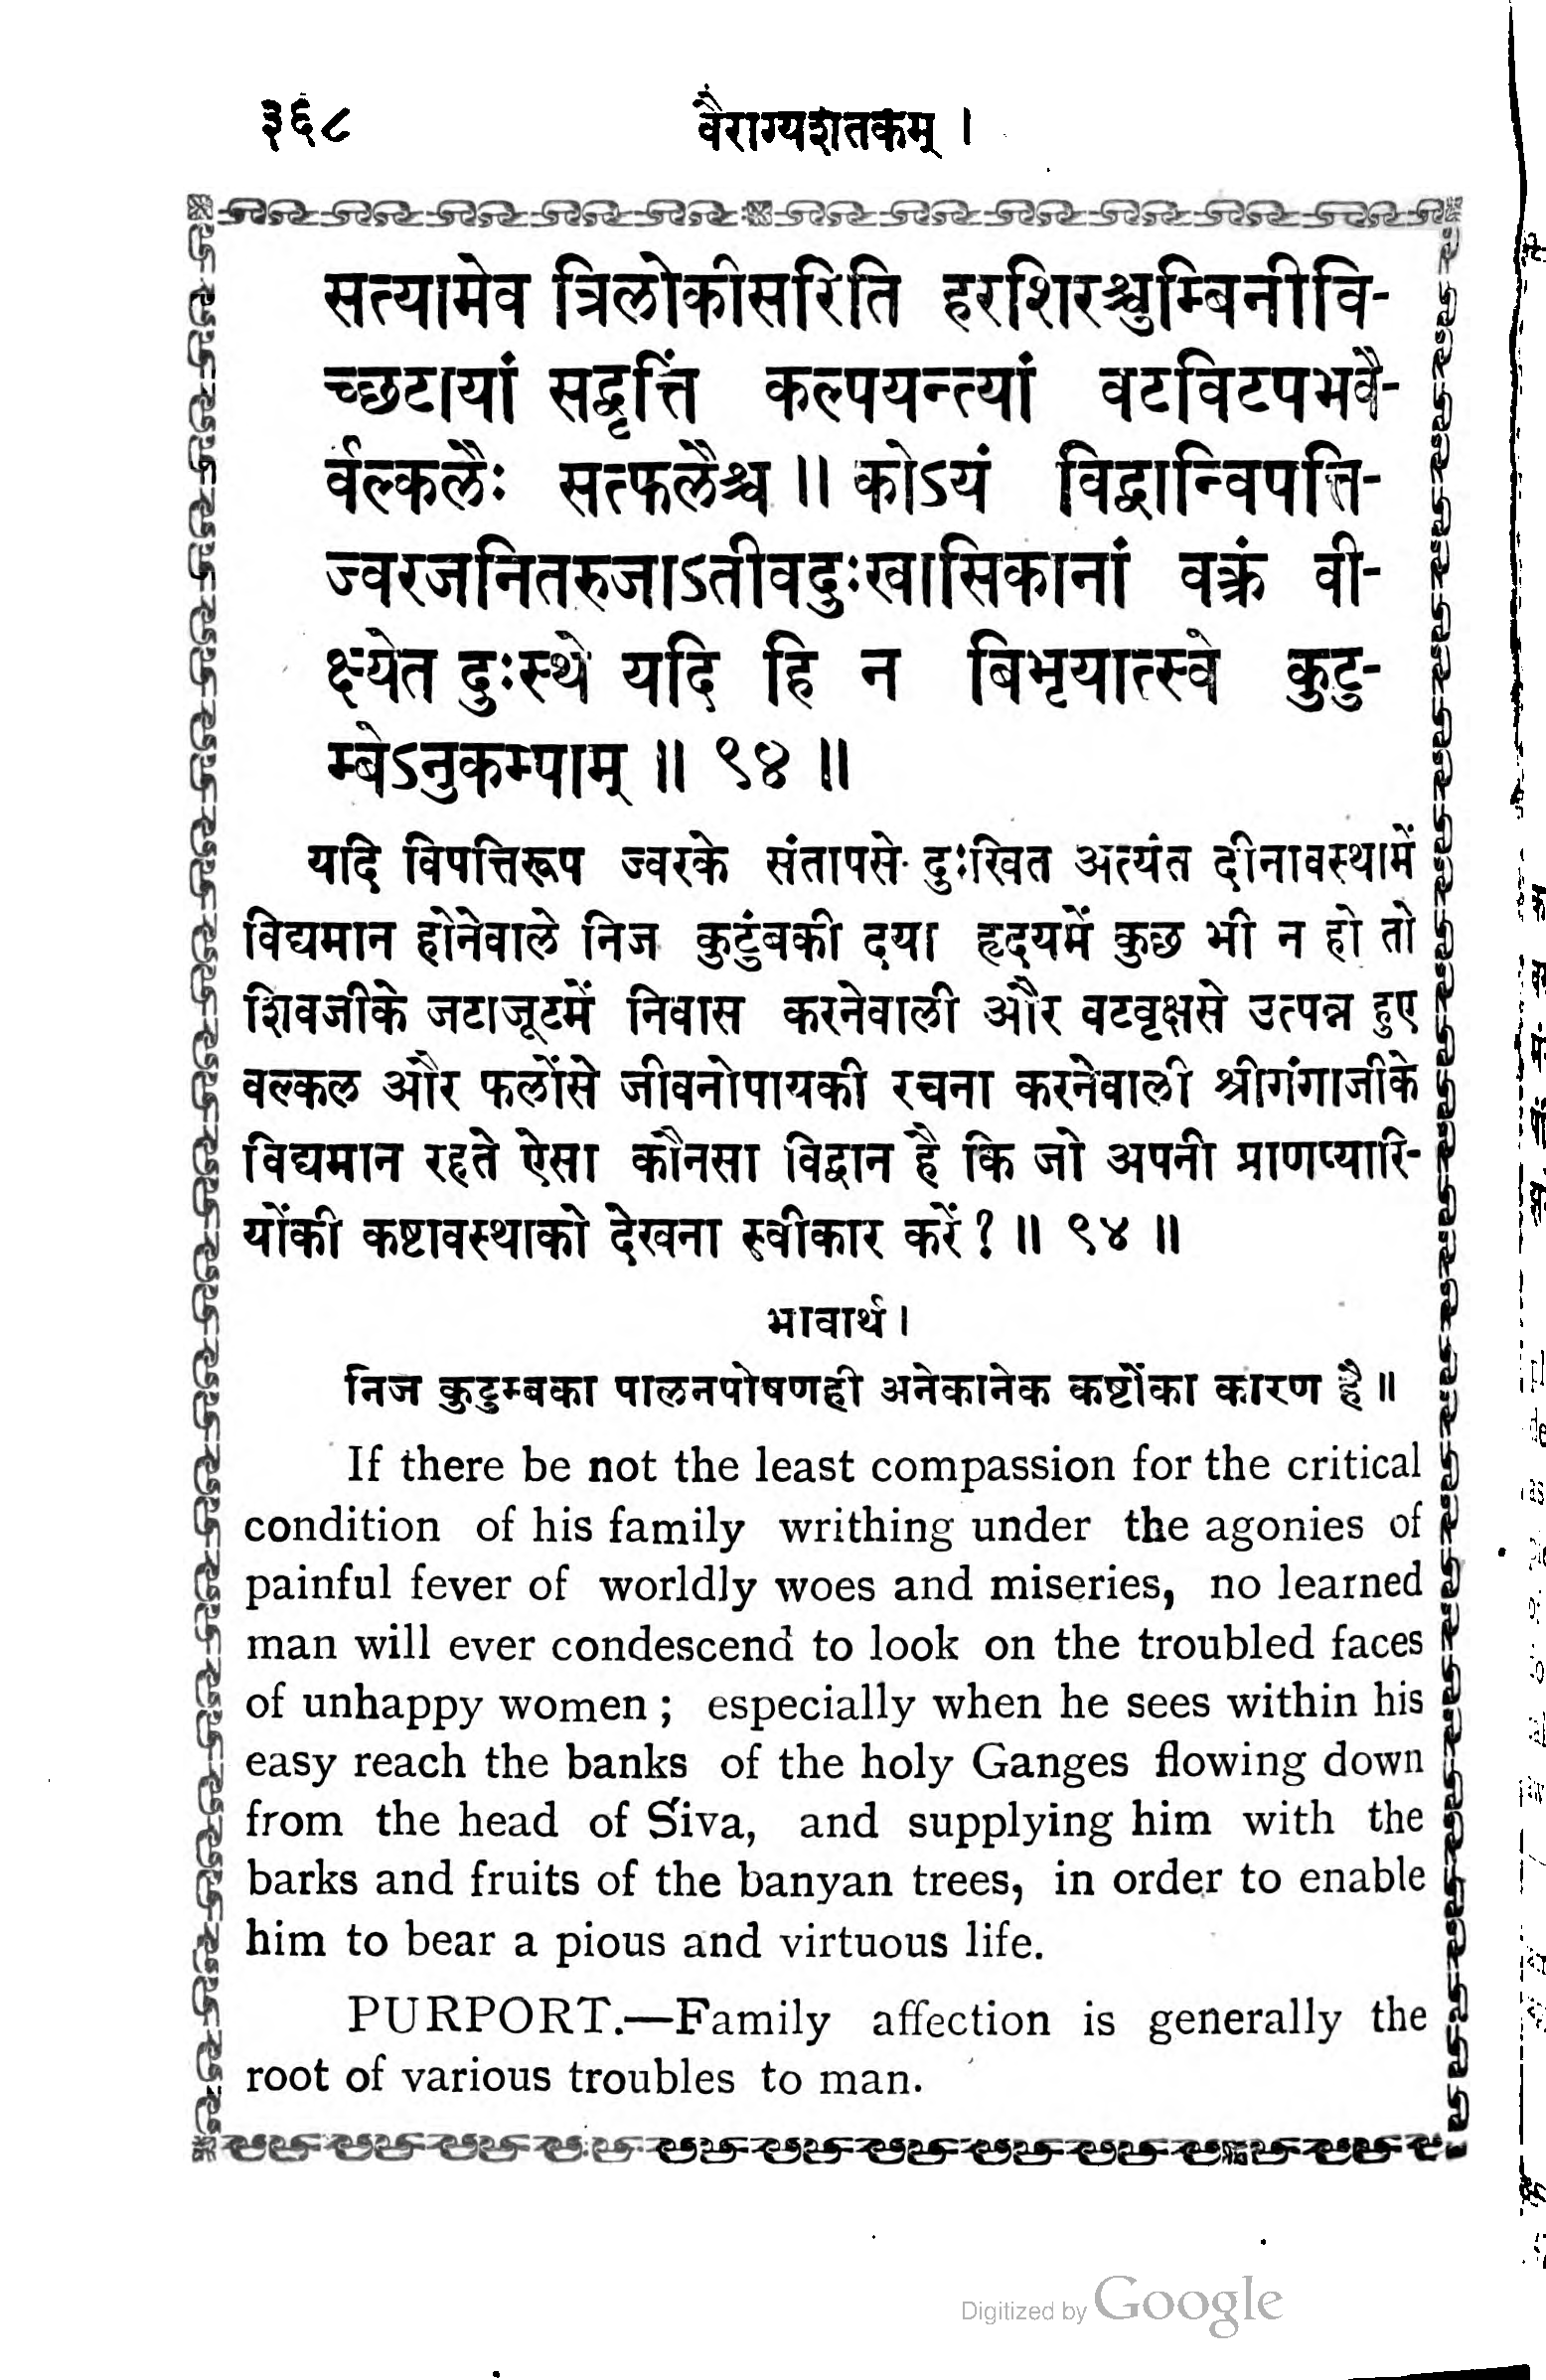 ३६८ वैराग्यशतकम् ।
सत्यामेव त्रिलोकीसरिति हरशिरश्चुम्बिनीवि-
च्छटायां सद्वृत्तिं कल्पयन्त्यां वटविटपभवै-
र्वल्कलैः सत्फलैश्च ॥ कोऽयं विद्वान्विपत्ति-
ज्वरजनितरुजाऽतीवदुःखासिकानां वक्रं वी-
क्ष्येत दुःस्थे यदि हि न बिभृयात्स्वे कुटु-
म्बेऽनुकम्पाम् ॥ ९४ ॥
यदि विपत्तिरूप ज्वरके संतापसे दुःखित अत्यंत दीनावस्थामें
विद्यमान होनेवाले निज कुटुंबकी दया हृदयमें कुछ भी न हो तो
शिवजीके जटाजूटमें निवास करनेवाली और वटवृक्षसे उत्पन्न हुए
वल्कल और फलोंसे जीवनोपायकी रचना करनेवाली श्रीगंगाजीके
विद्यमान रहते ऐसा कौनसा विद्वान है कि जो अपनी प्राणप्यारि-
योंकी कष्टावस्थाको देखना स्वीकार करें? ॥ ९४ ॥
भावार्थ ।
निज कुटुम्बका पालनपोषणही अनेकानेक कष्टोंका कारण है ॥
If there be not the least compassion for the critical
condition of his family writhing under the agonies of
painful fever of worldly woes and miseries, no learned
man will ever condescend to look on the troubled faces
of unhappy women ; especially when he sees within his
easy reach the banks of the holy Ganges flowing down
from the head of Śiva, and supplying him with the
barks and fruits of the banyan trees, in order to enable
him to bear a pious and virtuous life.
PURPORT.—Family affection is generally the
root of various troubles to man.
Digitized by Google